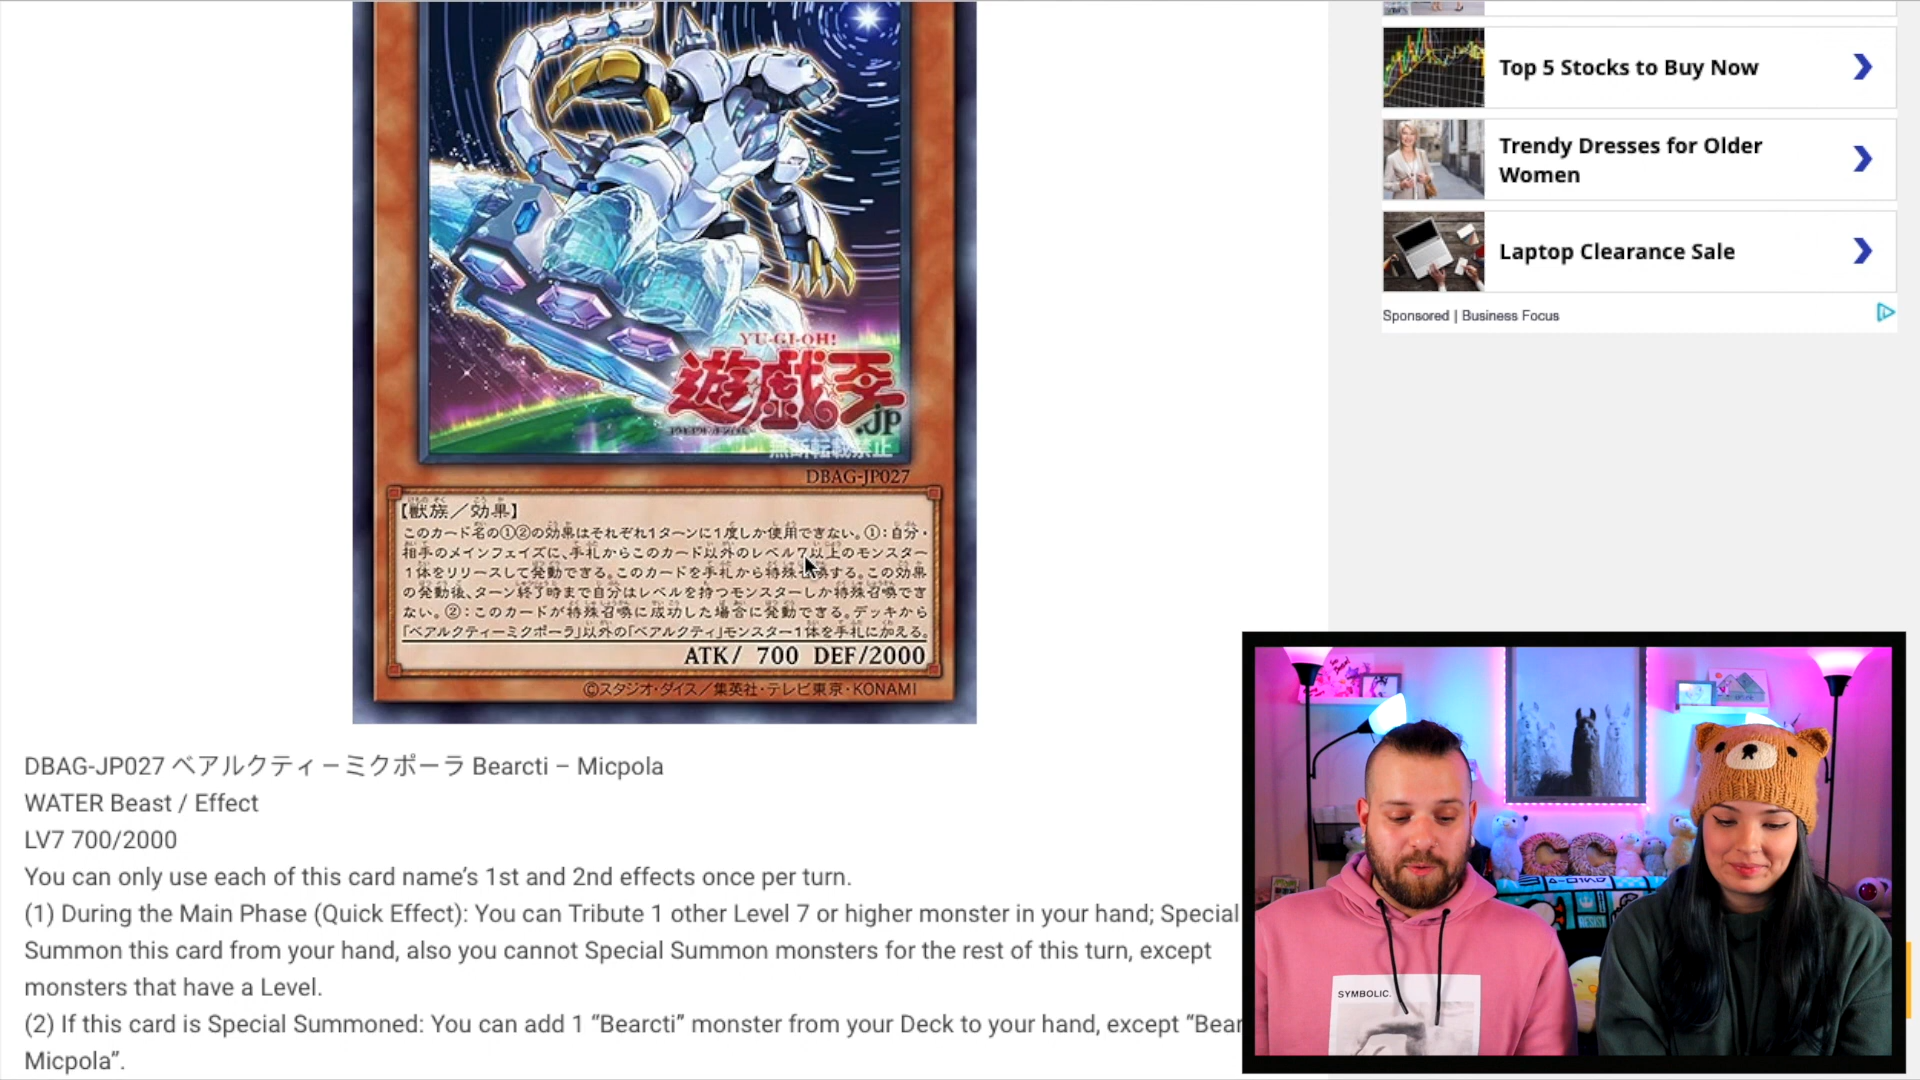 YU-GI-OH!
遊戯王
.jp
無断転載禁止
DBAG-JP027
【獣族／効果】
このカード名の①②の効果はそれぞれ1ターンに1度しか使用できない。①：自分・
相手のメインフェイズに、手札からこのカード以外のレベル7以上のモンスター
1体をリリースして発動できる。このカードを手札から特殊召喚する。この効果
の発動後、ターン終了時まで自分はレベルを持つモンスターしか特殊召喚でき
ない。②：このカードが特殊召喚に成功した場合に発動できる。デッキから
「ベアルクティーミクポーラ」以外の「ベアルクティ」モンスター1体を手札に加える。
ATK/ 700 DEF/2000
©スタジオ・ダイス／集英社・テレビ東京・KONAMI
DBAG-JP027 ベアルクティ－ミクポーラ Bearcti – Micpola
WATER Beast / Effect
LV7 700/2000
You can only use each of this card name’s 1st and 2nd effects once per turn.
(1) During the Main Phase (Quick Effect): You can Tribute 1 other Level 7 or higher monster in your hand; Special
Summon this card from your hand, also you cannot Special Summon monsters for the rest of this turn, except
monsters that have a Level.
(2) If this card is Special Summoned: You can add 1 “Bearcti” monster from your Deck to your hand, except “Bear
Micpola”.
Top 5 Stocks to Buy Now
Trendy Dresses for Older
Women
Laptop Clearance Sale
Sponsored | Business Focus
CC
SYMBOLIC.